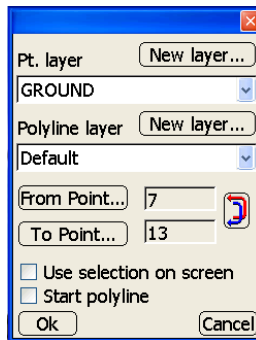 Pt. layer New layer...
GROUND
Polyline layer New layer...
Default
From Point... 7
To Point... 13
Use selection on screen
Start polyline
Ok Cancel